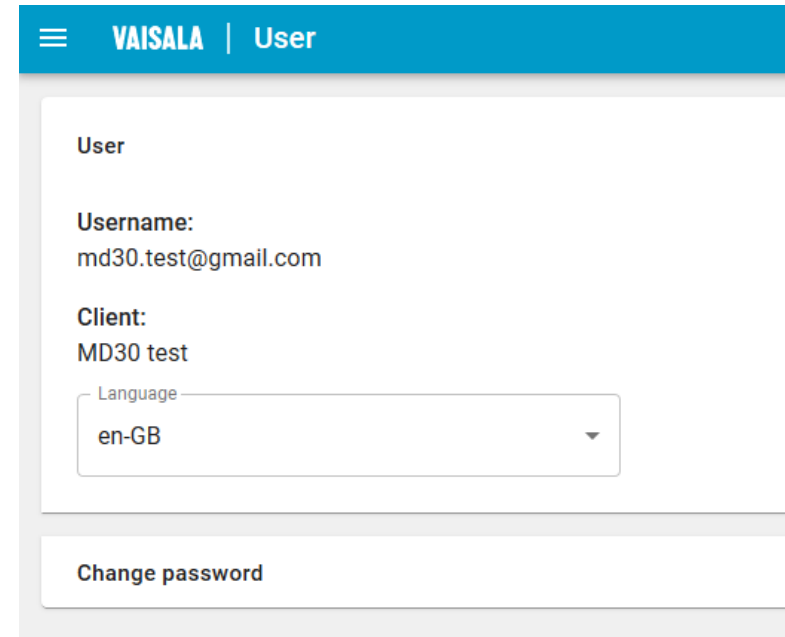 VAISALA | User
User
Username:
md30.test@gmail.com
Client:
MD30 test
Language
en-GB
Change password